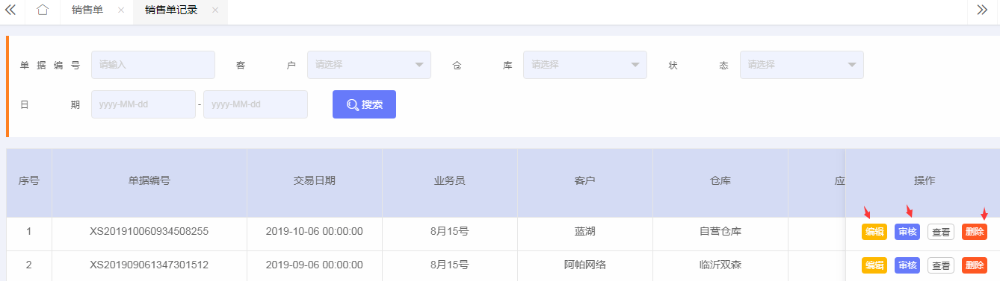 销售单 × 销售单记录 ×
单据编号 请输入 客户 请选择 仓库 请选择 状态 请选择
日期 yyyy-MM-dd - yyyy-MM-dd 搜索
序号 单据编号 交易日期 业务员 客户 仓库 应 操作
1 XS201910060934508255 2019-10-06 00:00:00 8月15号 蓝湖 自营仓库 编辑 审核 查看 删除
2 XS201909061347301512 2019-09-06 00:00:00 8月15号 阿帕网络 临沂双森 编辑 审核 查看 删除